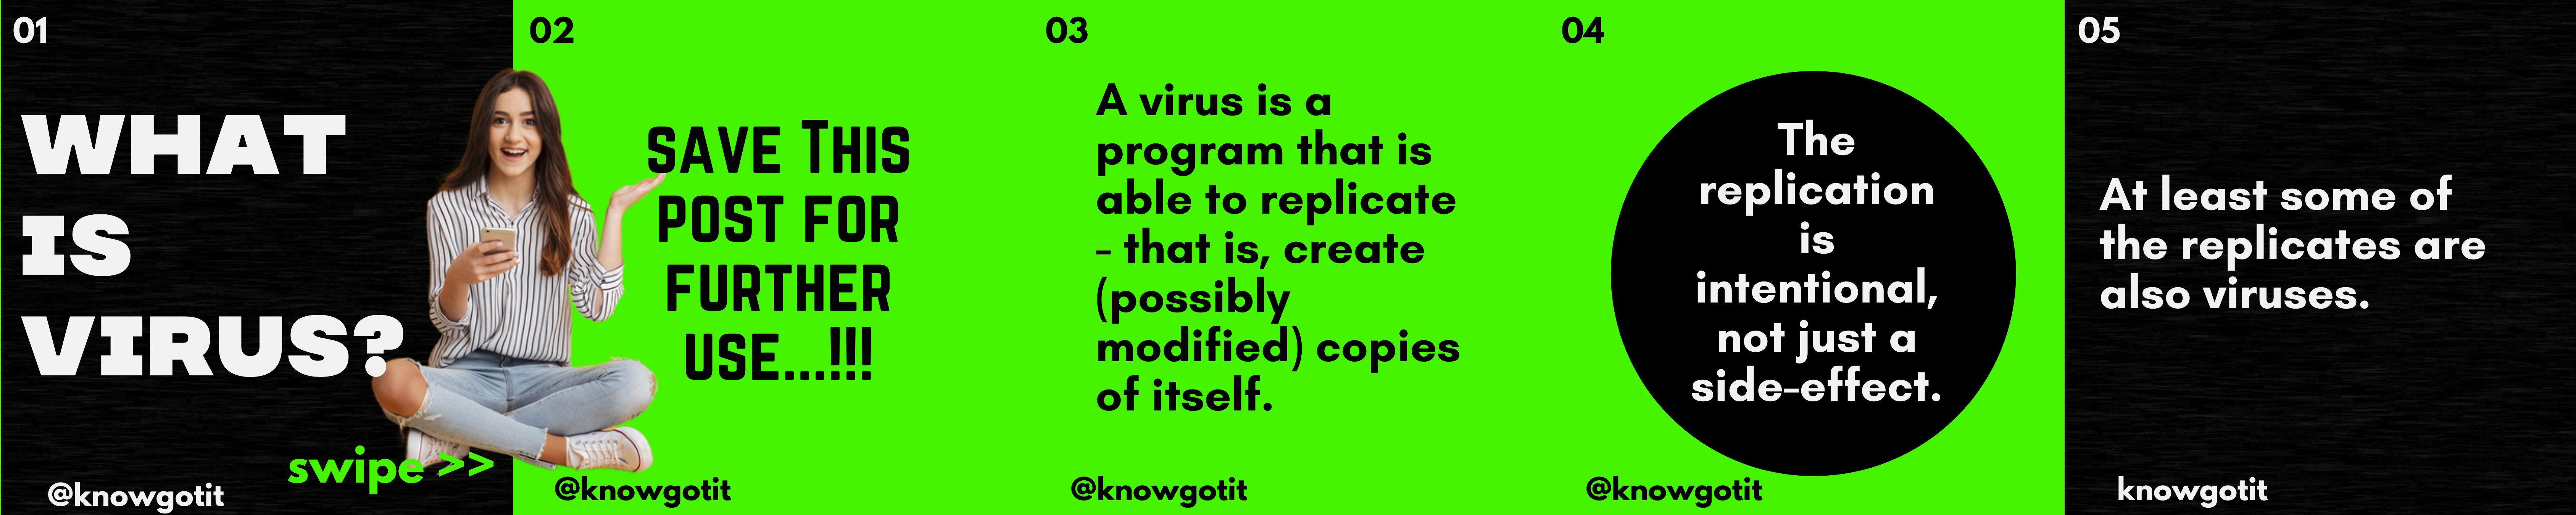 01
WHAT
IS
VIRUS?
swipe >>
@knowgotit
02
SAVE THIS
POST FOR
FURTHER
USE...!!!
@knowgotit
03
A virus is a
program that is
able to replicate
- that is, create
(possibly
modified) copies
of itself.
@knowgotit
04
The
replication
is
intentional,
not just a
side-effect.
@knowgotit
05
At least some of
the replicates are
also viruses.
knowgotit